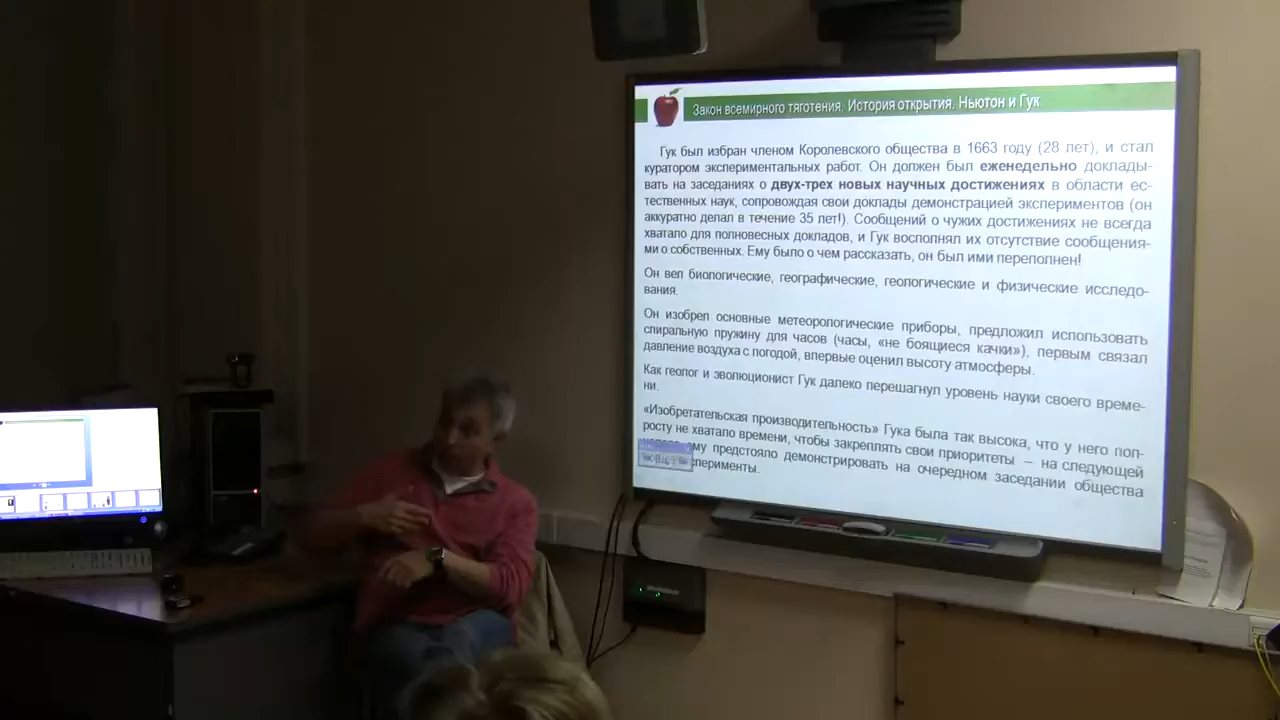 Закон всемирного тяготения. История открытия. Ньютон и Гук
Гук был избран членом Королевского общества в 1663 году (28 лет), и стал
куратором экспериментальных работ. Он должен был еженедельно доклады-
вать на заседаниях о двух-трех новых научных достижениях в области ес-
тественных наук, сопровождая свои доклады демонстрацией экспериментов (он
аккуратно делал в течение 35 лет!). Сообщений о чужих достижениях не всегда
хватало для полновесных докладов, и Гук восполнял их отсутствие сообщения-
ми о собственных. Ему было о чем рассказать, он был ими переполнен!
Он вел биологические, географические, геологические и физические исследо-
вания.
Он изобрел основные метеорологические приборы, предложил использовать
спиральную пружину для часов (часы, «не боящиеся качки»), первым связал
давление воздуха с погодой, впервые оценил высоту атмосферы.
Как геолог и эволюционист Гук далеко перешагнул уровень науки своего време-
ни.
«Изобретательская производительность» Гука была так высока, что у него поп-
росту не хватало времени, чтобы закреплять свои приоритеты – на следующей
ему предстояло демонстрировать на очередном заседании общества
эксперименты.